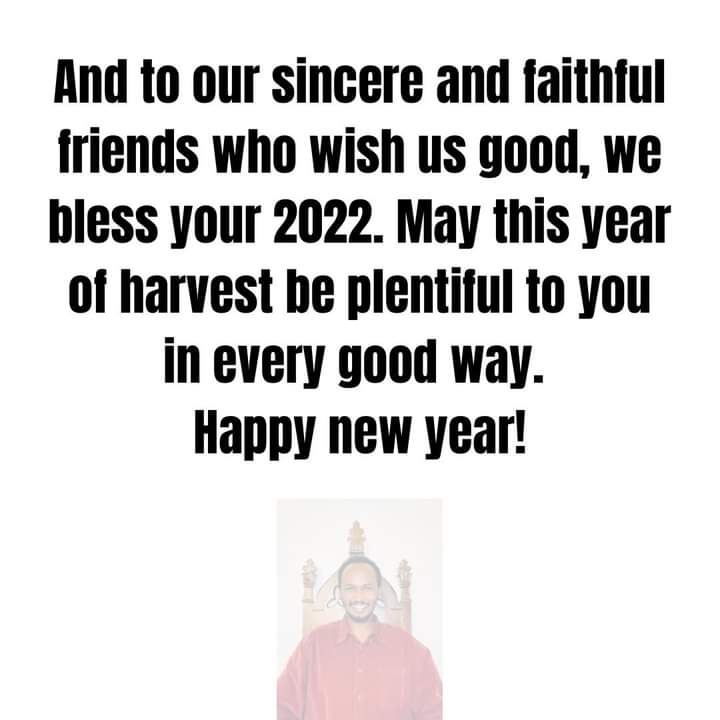 And to our sincere and faithful
friends who wish us good, we
bless your 2022. May this year
of harvest be plentiful to you
in every good way.
Happy new year!